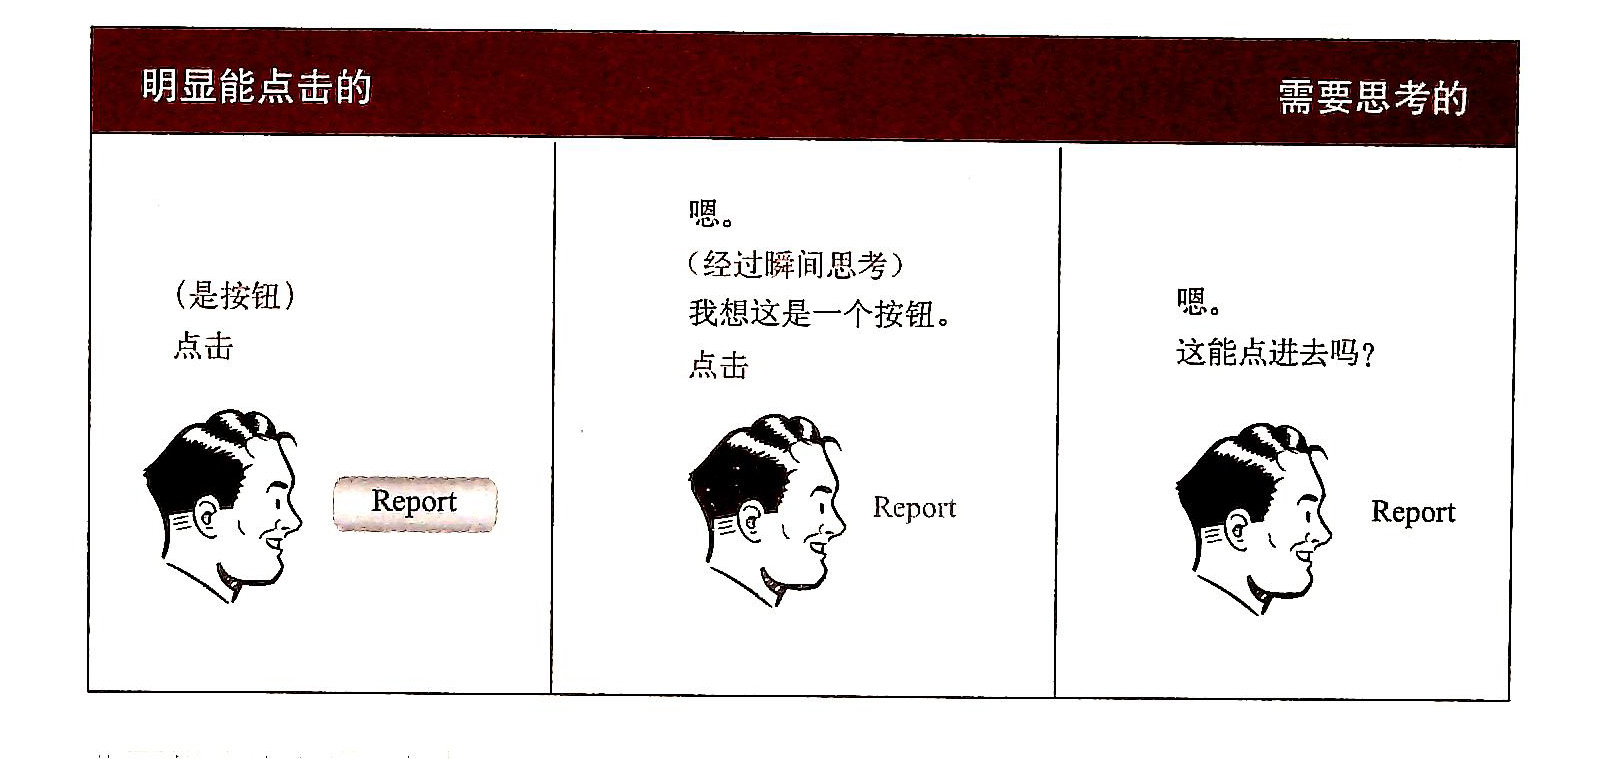 明显能点击的
需要思考的
（是按钮）
点击
Report
嗯。
（经过瞬间思考）
我想这是一个按钮。
点击
Report
嗯。
这能点进去吗？
Report